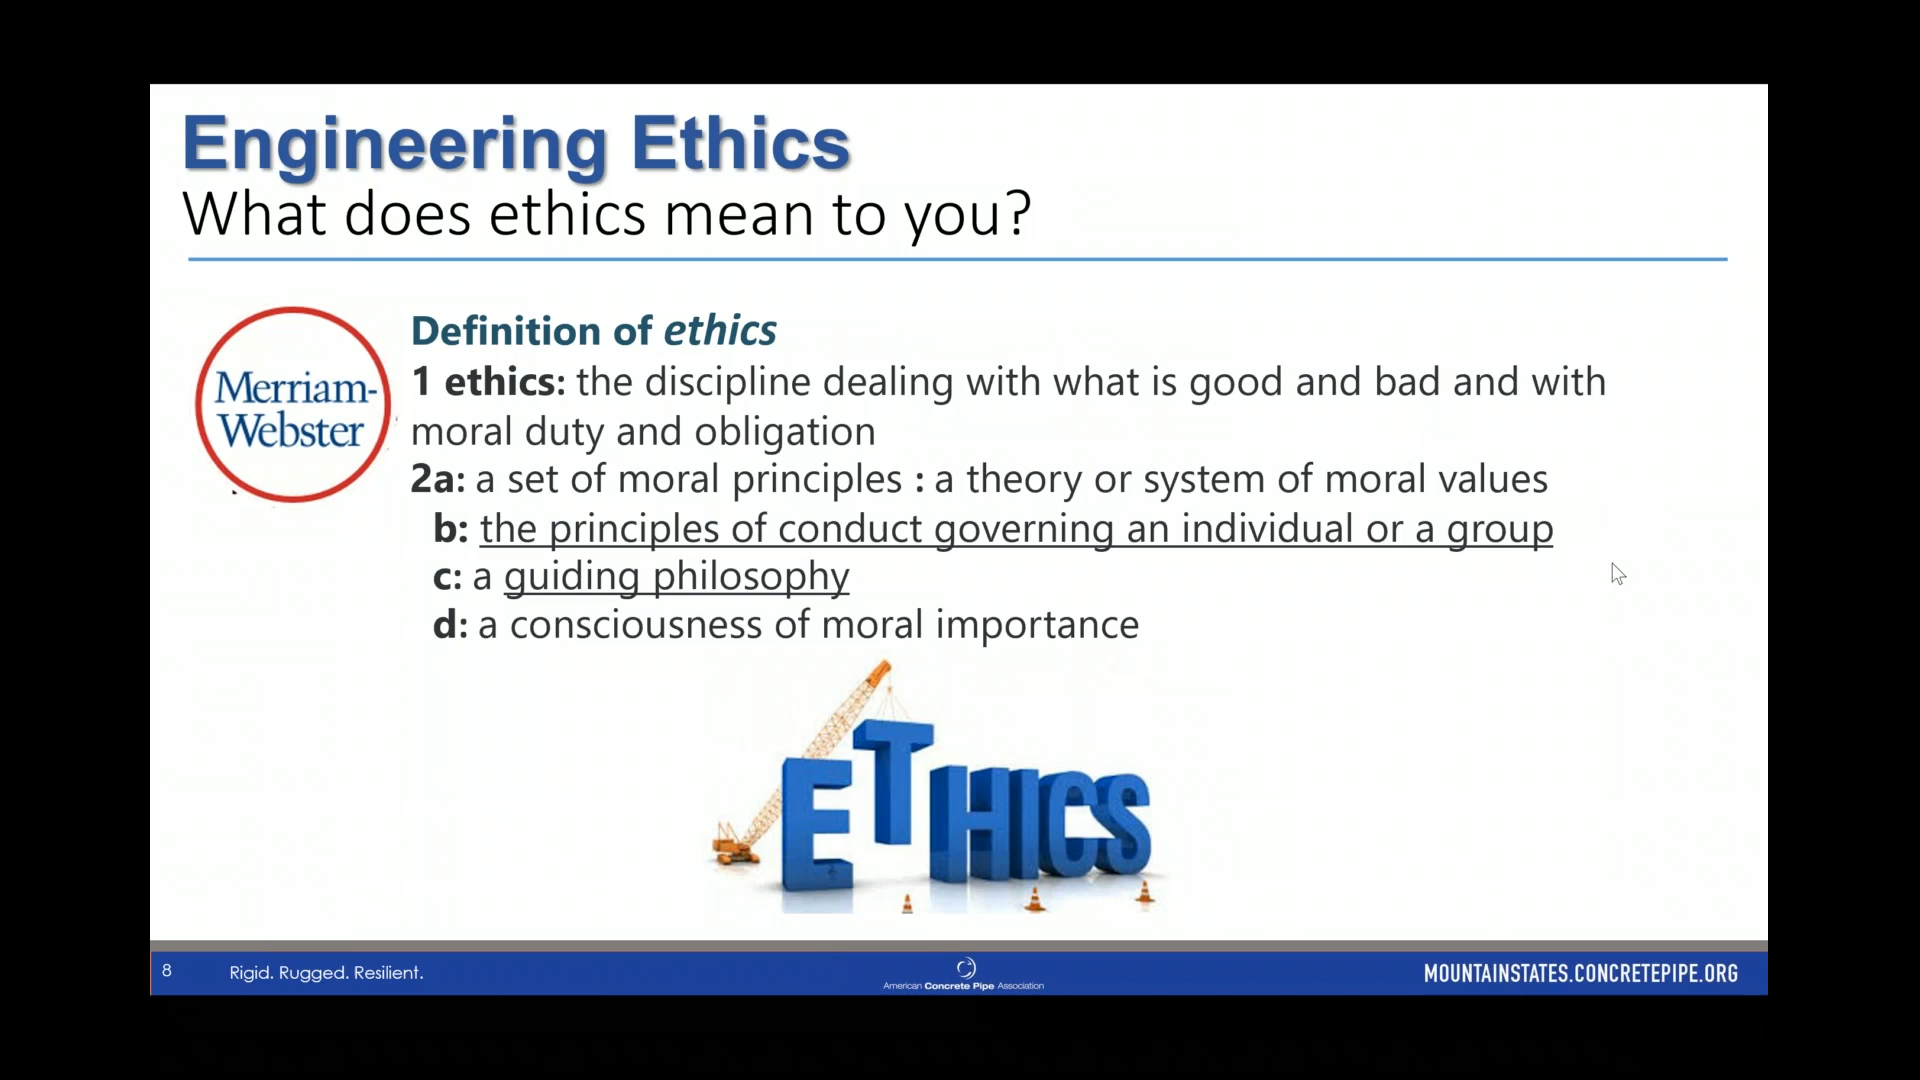 Engineering Ethics
What does ethics mean to you?
Merriam-
Webster
Definition of ethics
1 ethics: the discipline dealing with what is good and bad and with
moral duty and obligation
2a: a set of moral principles : a theory or system of moral values
b: the principles of conduct governing an individual or a group
c: a guiding philosophy
d: a consciousness of moral importance
ETHICS
8
Rigid. Rugged. Resilient.
American Concrete Pipe Association
MOUNTAINSTATES.CONCRETEPIPE.ORG